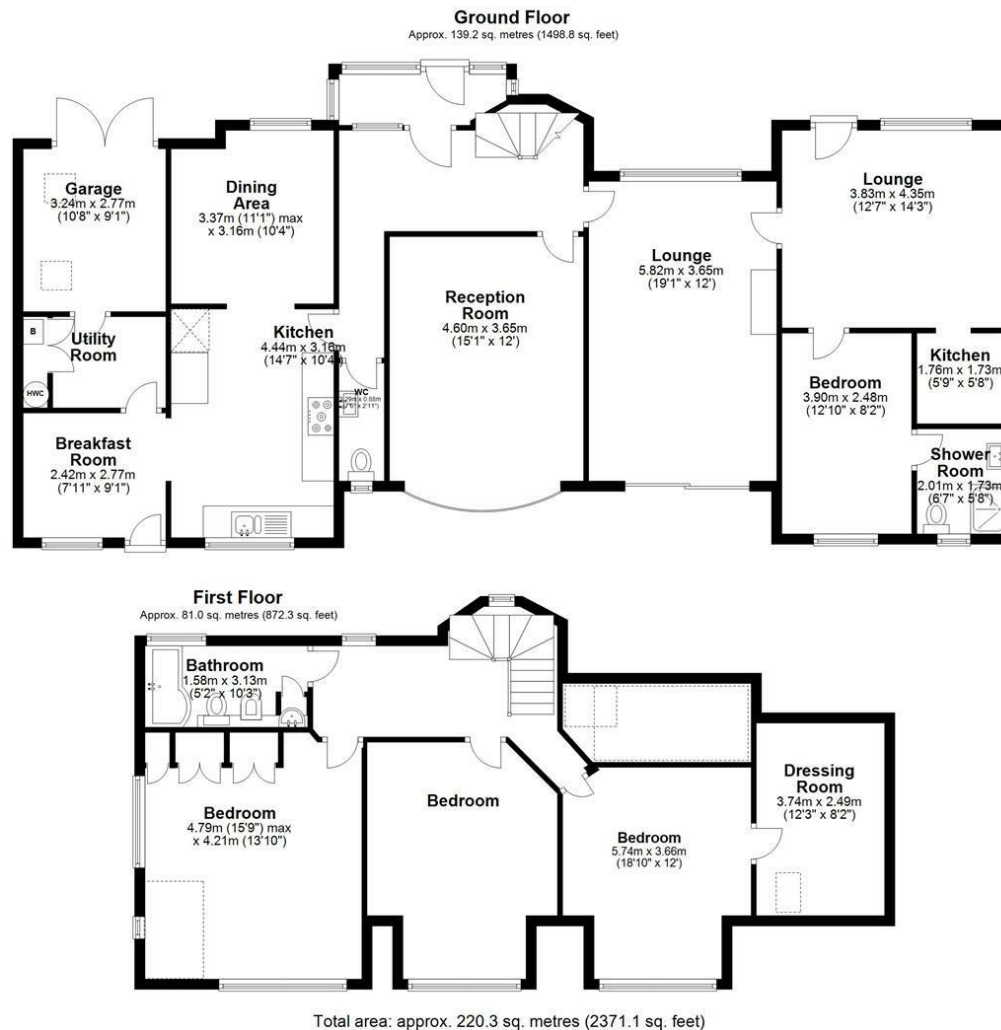 Ground Floor
Approx. 139.2 sq. metres (1498.8 sq. feet)
Garage
3.24m x 2.77m
(10'8" x 9'1")
Dining
Area
3.37m (11'1") max
x 3.16m (10'4")
Lounge
3.83m x 4.35m
(12'7" x 14'3")
Lounge
5.82m x 3.65m
(19'1" x 12')
Reception
Room
4.60m x 3.65m
(15'1" x 12')
B
Utility
Room
HWC
Kitchen
4.44m x 3.16m
(14'7" x 10'4")
WC
2.29m x 0.88m
(7'6" x 2'11")
Kitchen
1.76m x 1.73m
(5'9" x 5'8")
Bedroom
3.90m x 2.48m
(12'10" x 8'2")
Breakfast
Room
2.42m x 2.77m
(7'11" x 9'1")
Shower
Room
2.01m x 1.73m
(6'7" x 5'8")
First Floor
Approx. 81.0 sq. metres (872.3 sq. feet)
Bathroom
1.58m x 3.13m
(5'2" x 10'3")
Bedroom
4.79m (15'9") max
x 4.21m (13'10")
Bedroom
Bedroom
5.74m x 3.66m
(18'10" x 12')
Dressing
Room
3.74m x 2.49m
(12'3" x 8'2")
Total area: approx. 220.3 sq. metres (2371.1 sq. feet)